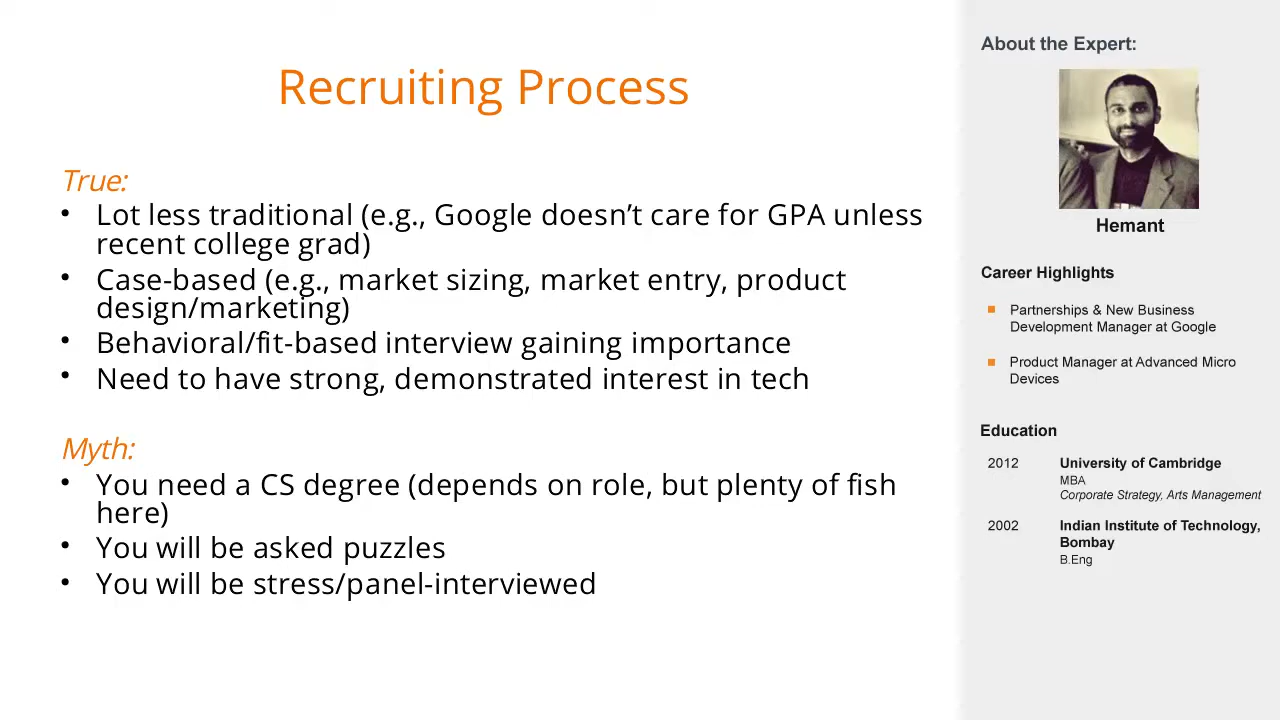 Recruiting Process
True:
• Lot less traditional (e.g., Google doesn’t care for GPA unless
recent college grad)
• Case-based (e.g., market sizing, market entry, product
design/marketing)
• Behavioral/fit-based interview gaining importance
• Need to have strong, demonstrated interest in tech
Myth:
• You need a CS degree (depends on role, but plenty of fish
here)
• You will be asked puzzles
• You will be stress/panel-interviewed
About the Expert:
Hemant
Career Highlights
Partnerships & New Business
Development Manager at Google
Product Manager at Advanced Micro
Devices
Education
2012 University of Cambridge
MBA
Corporate Strategy, Arts Management
2002 Indian Institute of Technology,
Bombay
B.Eng